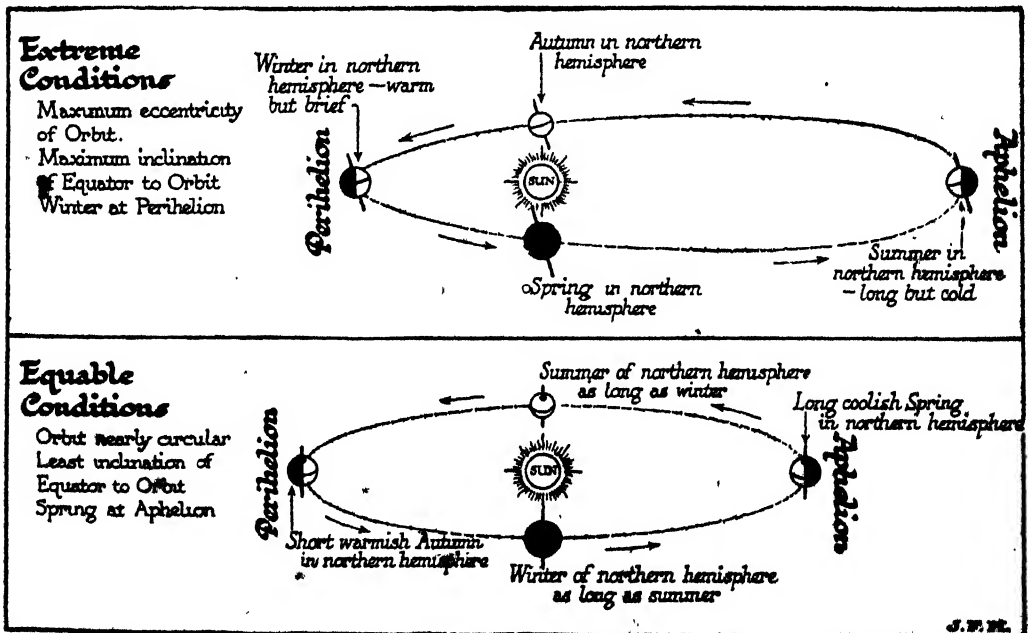 Extreme
Conditions
Maximum eccentricity
of Orbit.
Maximum inclination
of Equator to Orbit
Winter at Perihelion
Winter in northern
hemisphere – warm
but brief
Autumn in northern
hemisphere
Perihelion
SUN
Aphelion
Spring in northern
hemisphere
Summer in
northern hemisphere
– long but cold
Equable
Conditions
Orbit nearly circular
Least inclination of
Equator to Orbit
Spring at Aphelion
Summer of northern hemisphere
as long as winter
Long coolish Spring
in northern hemisphere
Perihelion
SUN
Aphelion
Short warmish Autumn
in northern hemisphere
Winter of northern hemisphere
as long as summer
J.F.H.